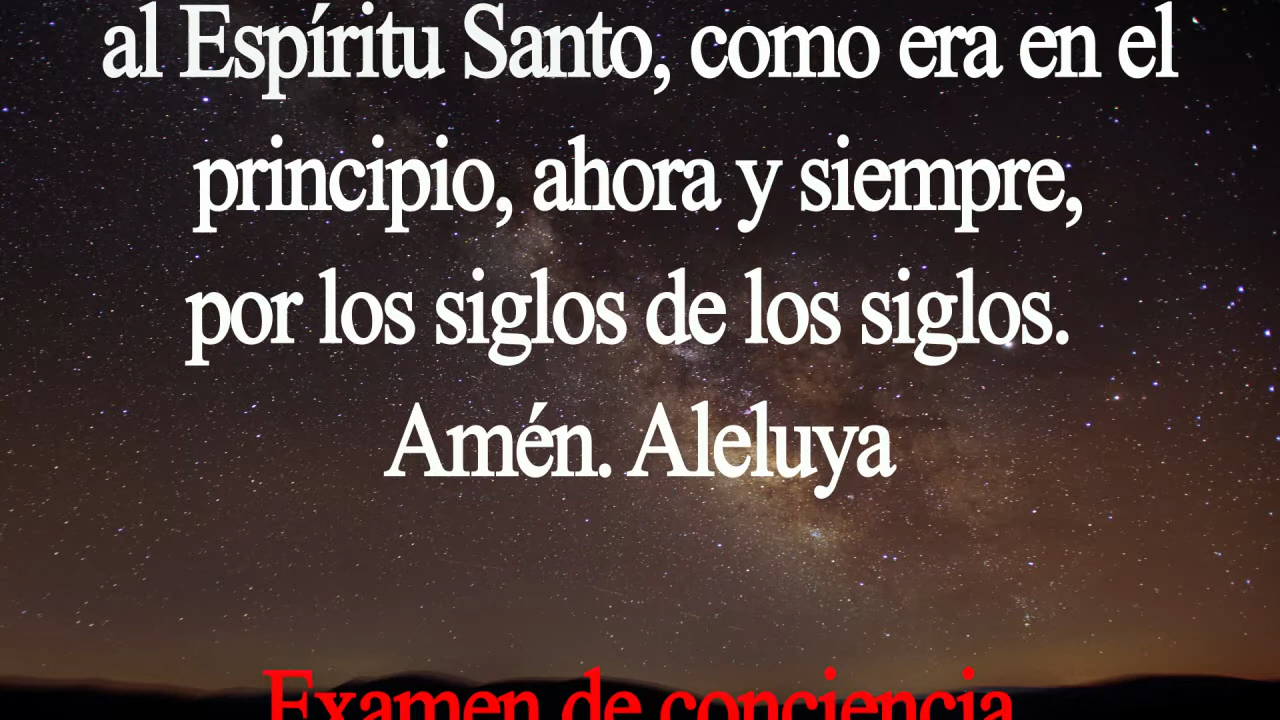 al Espíritu Santo, como era en el
principio, ahora y siempre,
por los siglos de los siglos.
Amén. Aleluya
Examen de conciencia